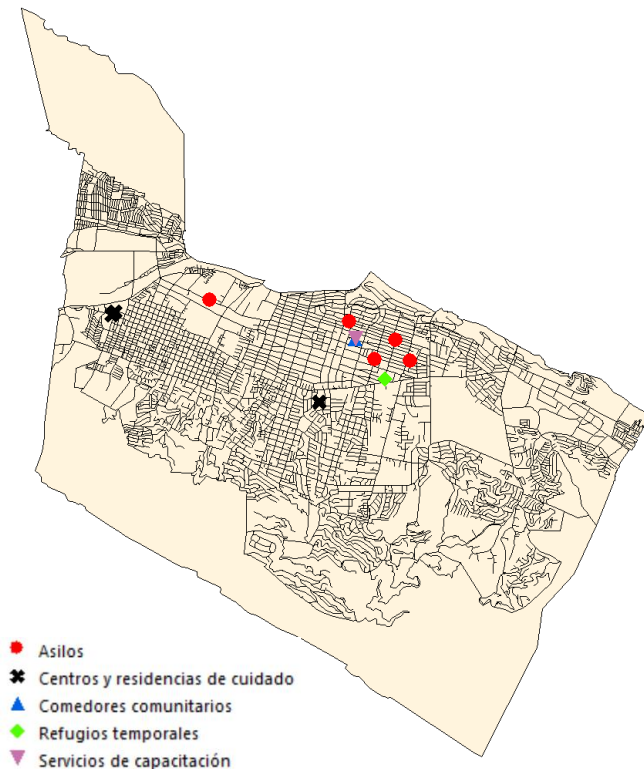 Asilos
Centros y residencias de cuidado
Comedores comunitarios
Refugios temporales
Servicios de capacitación